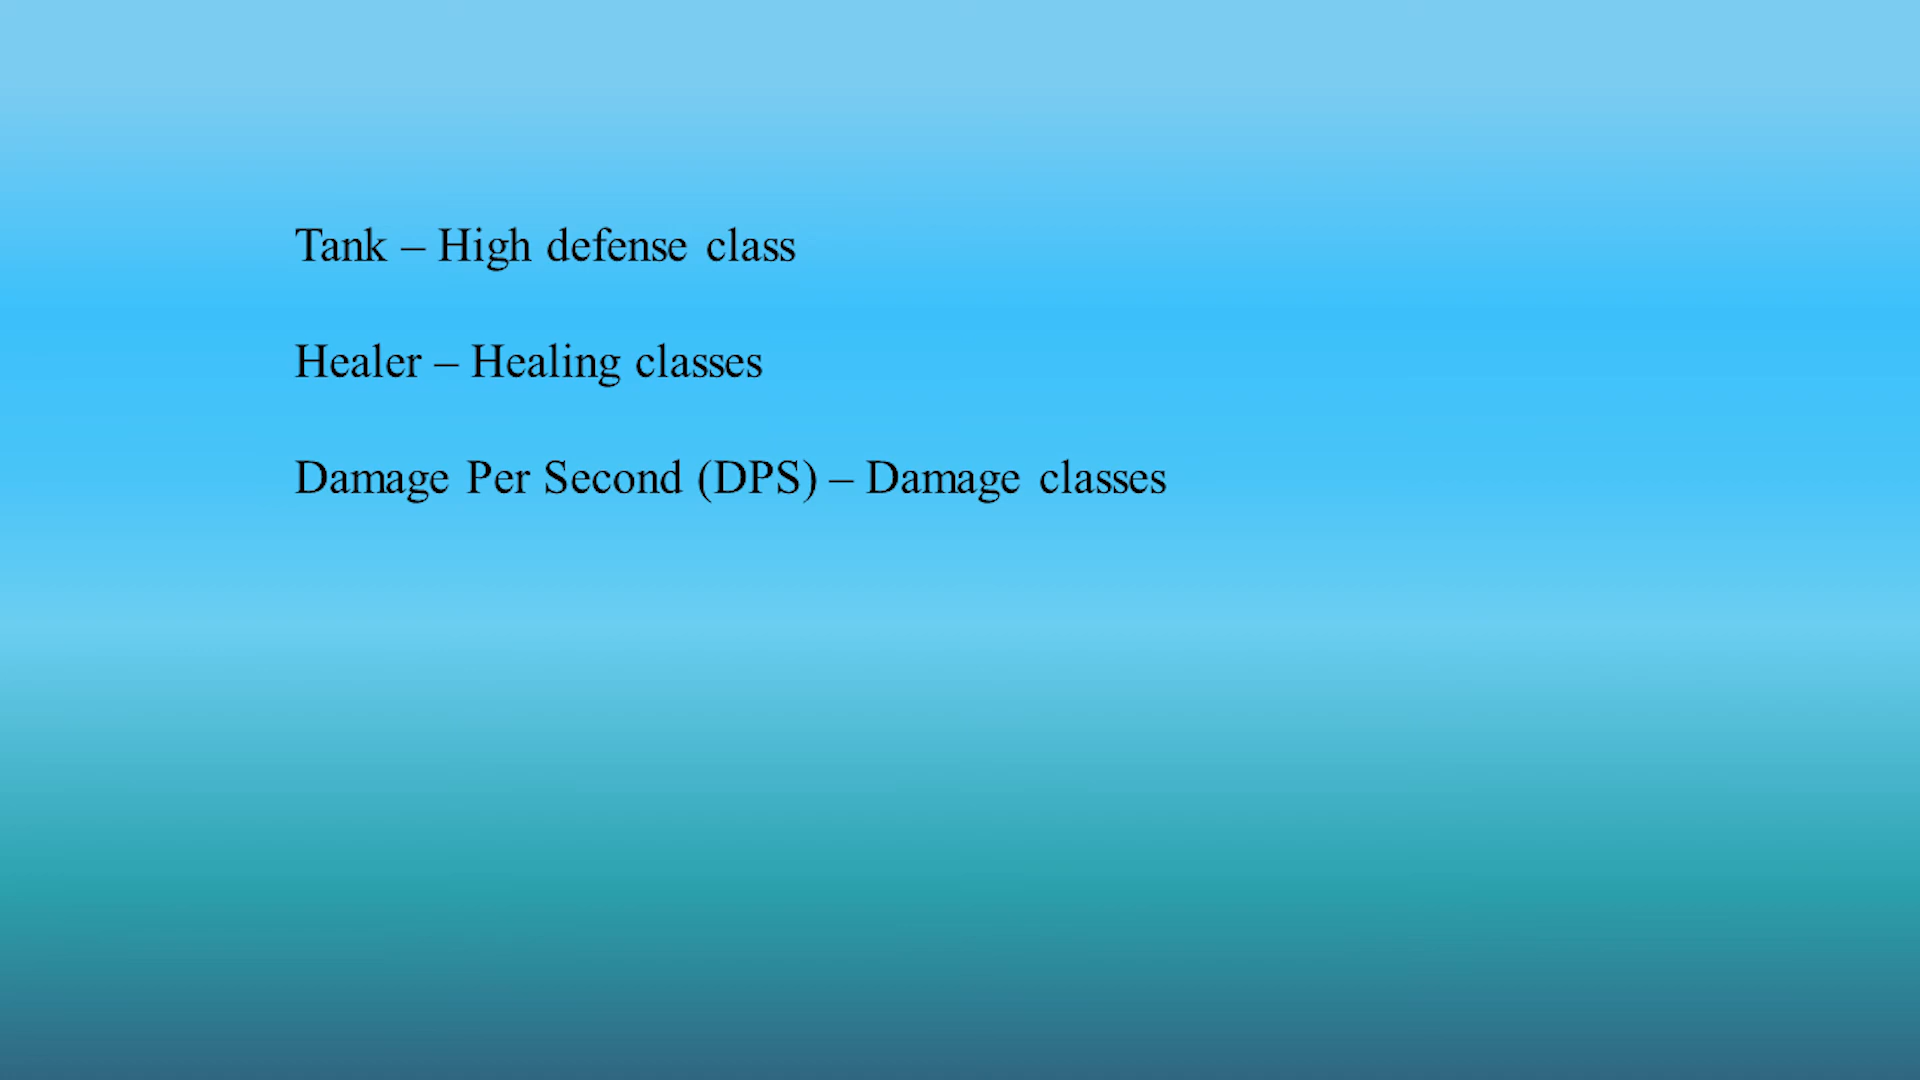 Tank – High defense class
Healer – Healing classes
Damage Per Second (DPS) – Damage classes